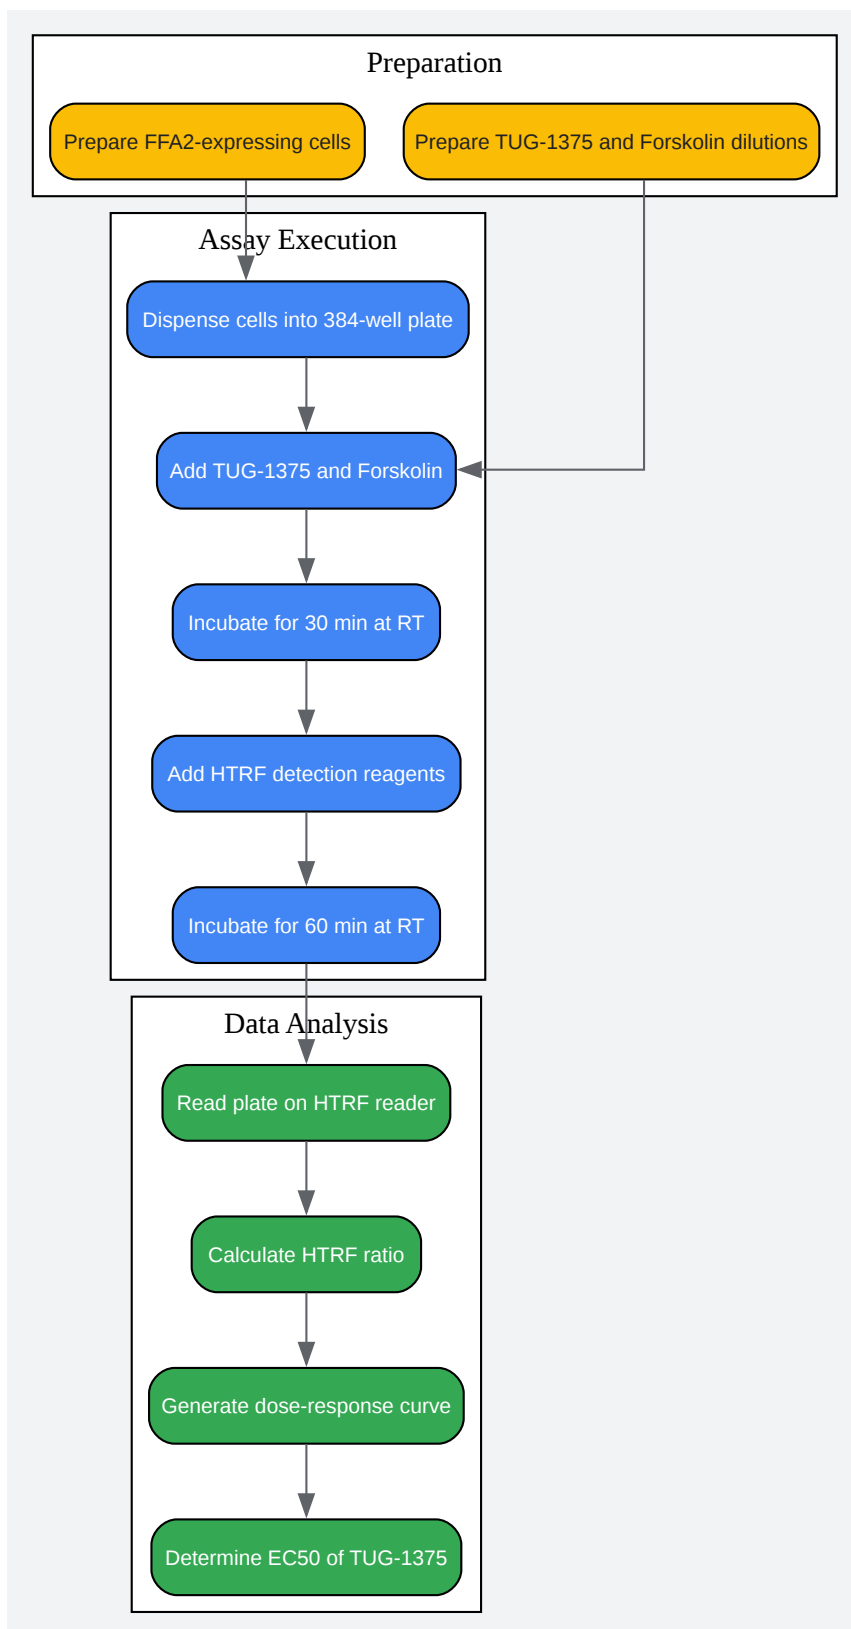 Preparation
Prepare FFA2-expressing cells
Prepare TUG-1375 and Forskolin dilutions
Assay Execution
Dispense cells into 384-well plate
Add TUG-1375 and Forskolin
Incubate for 30 min at RT
Add HTRF detection reagents
Incubate for 60 min at RT
Data Analysis
Read plate on HTRF reader
Calculate HTRF ratio
Generate dose-response curve
Determine EC50 of TUG-1375